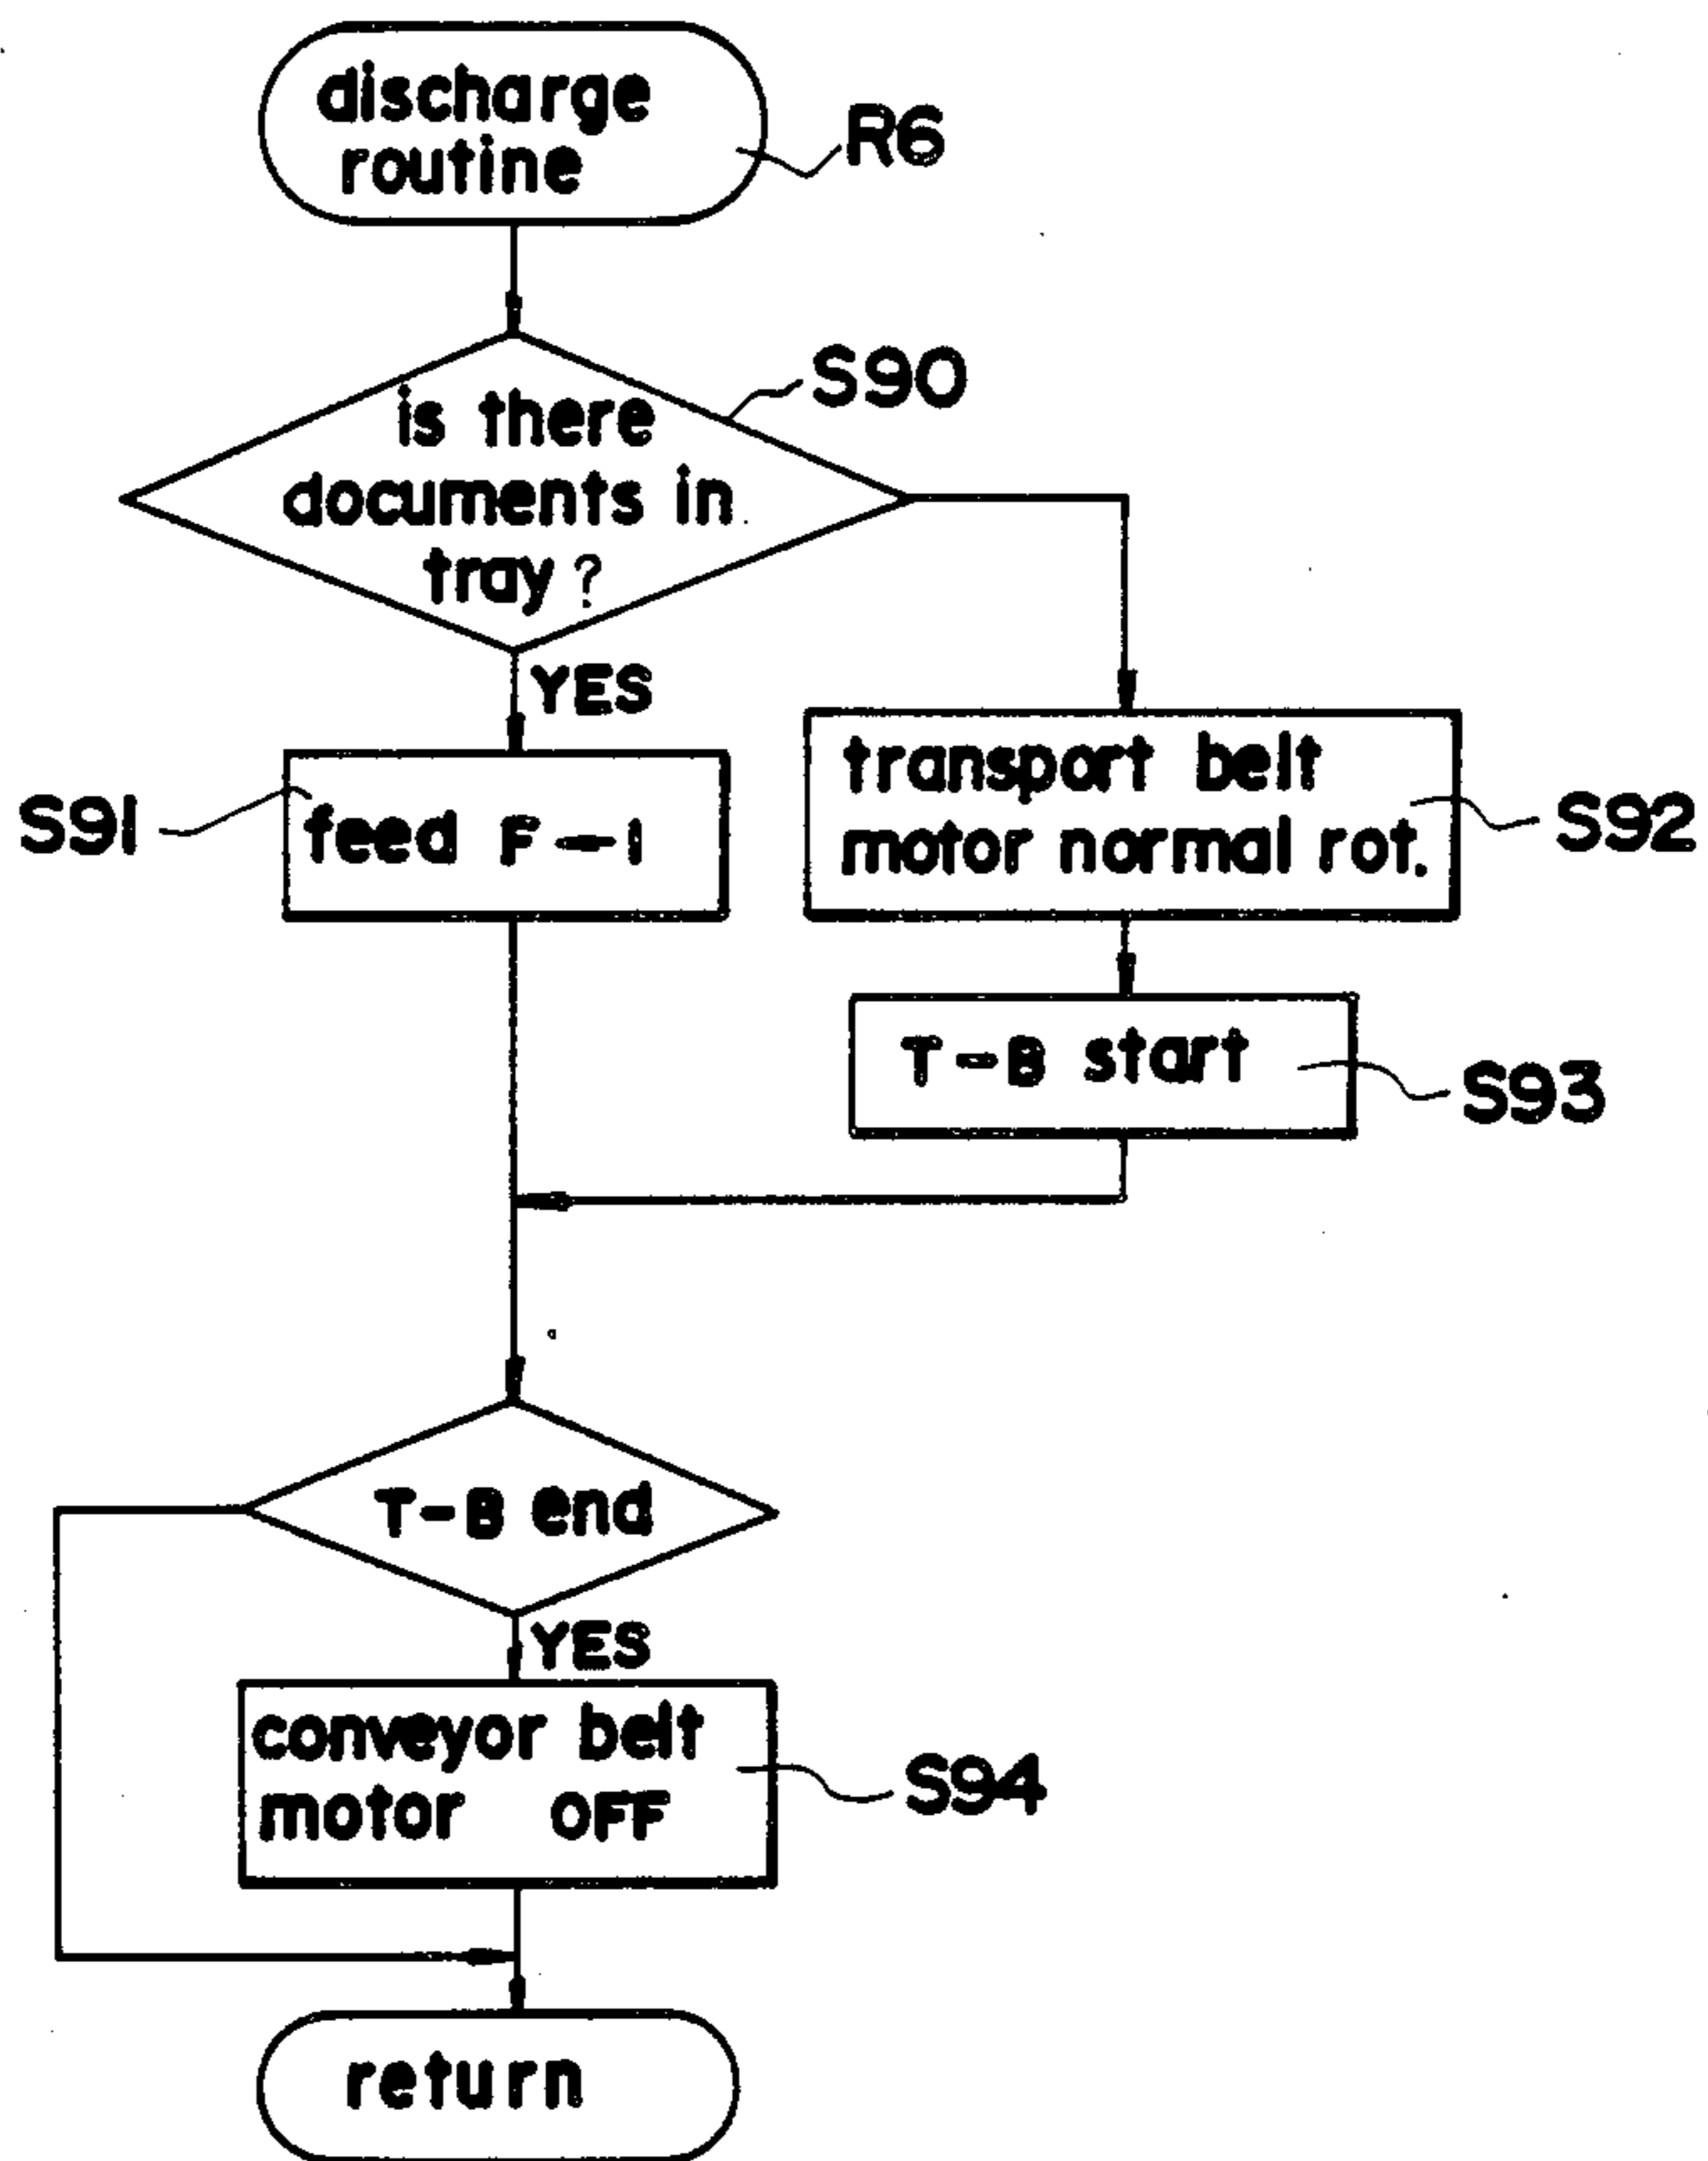 discharge
routine
R6
is there
documents in
tray?
S90
YES
S91
feed F-1
transport belt
motor normal rot.
S92
T-B start
S93
T-B end
YES
conveyor belt
motor OFF
S94
return